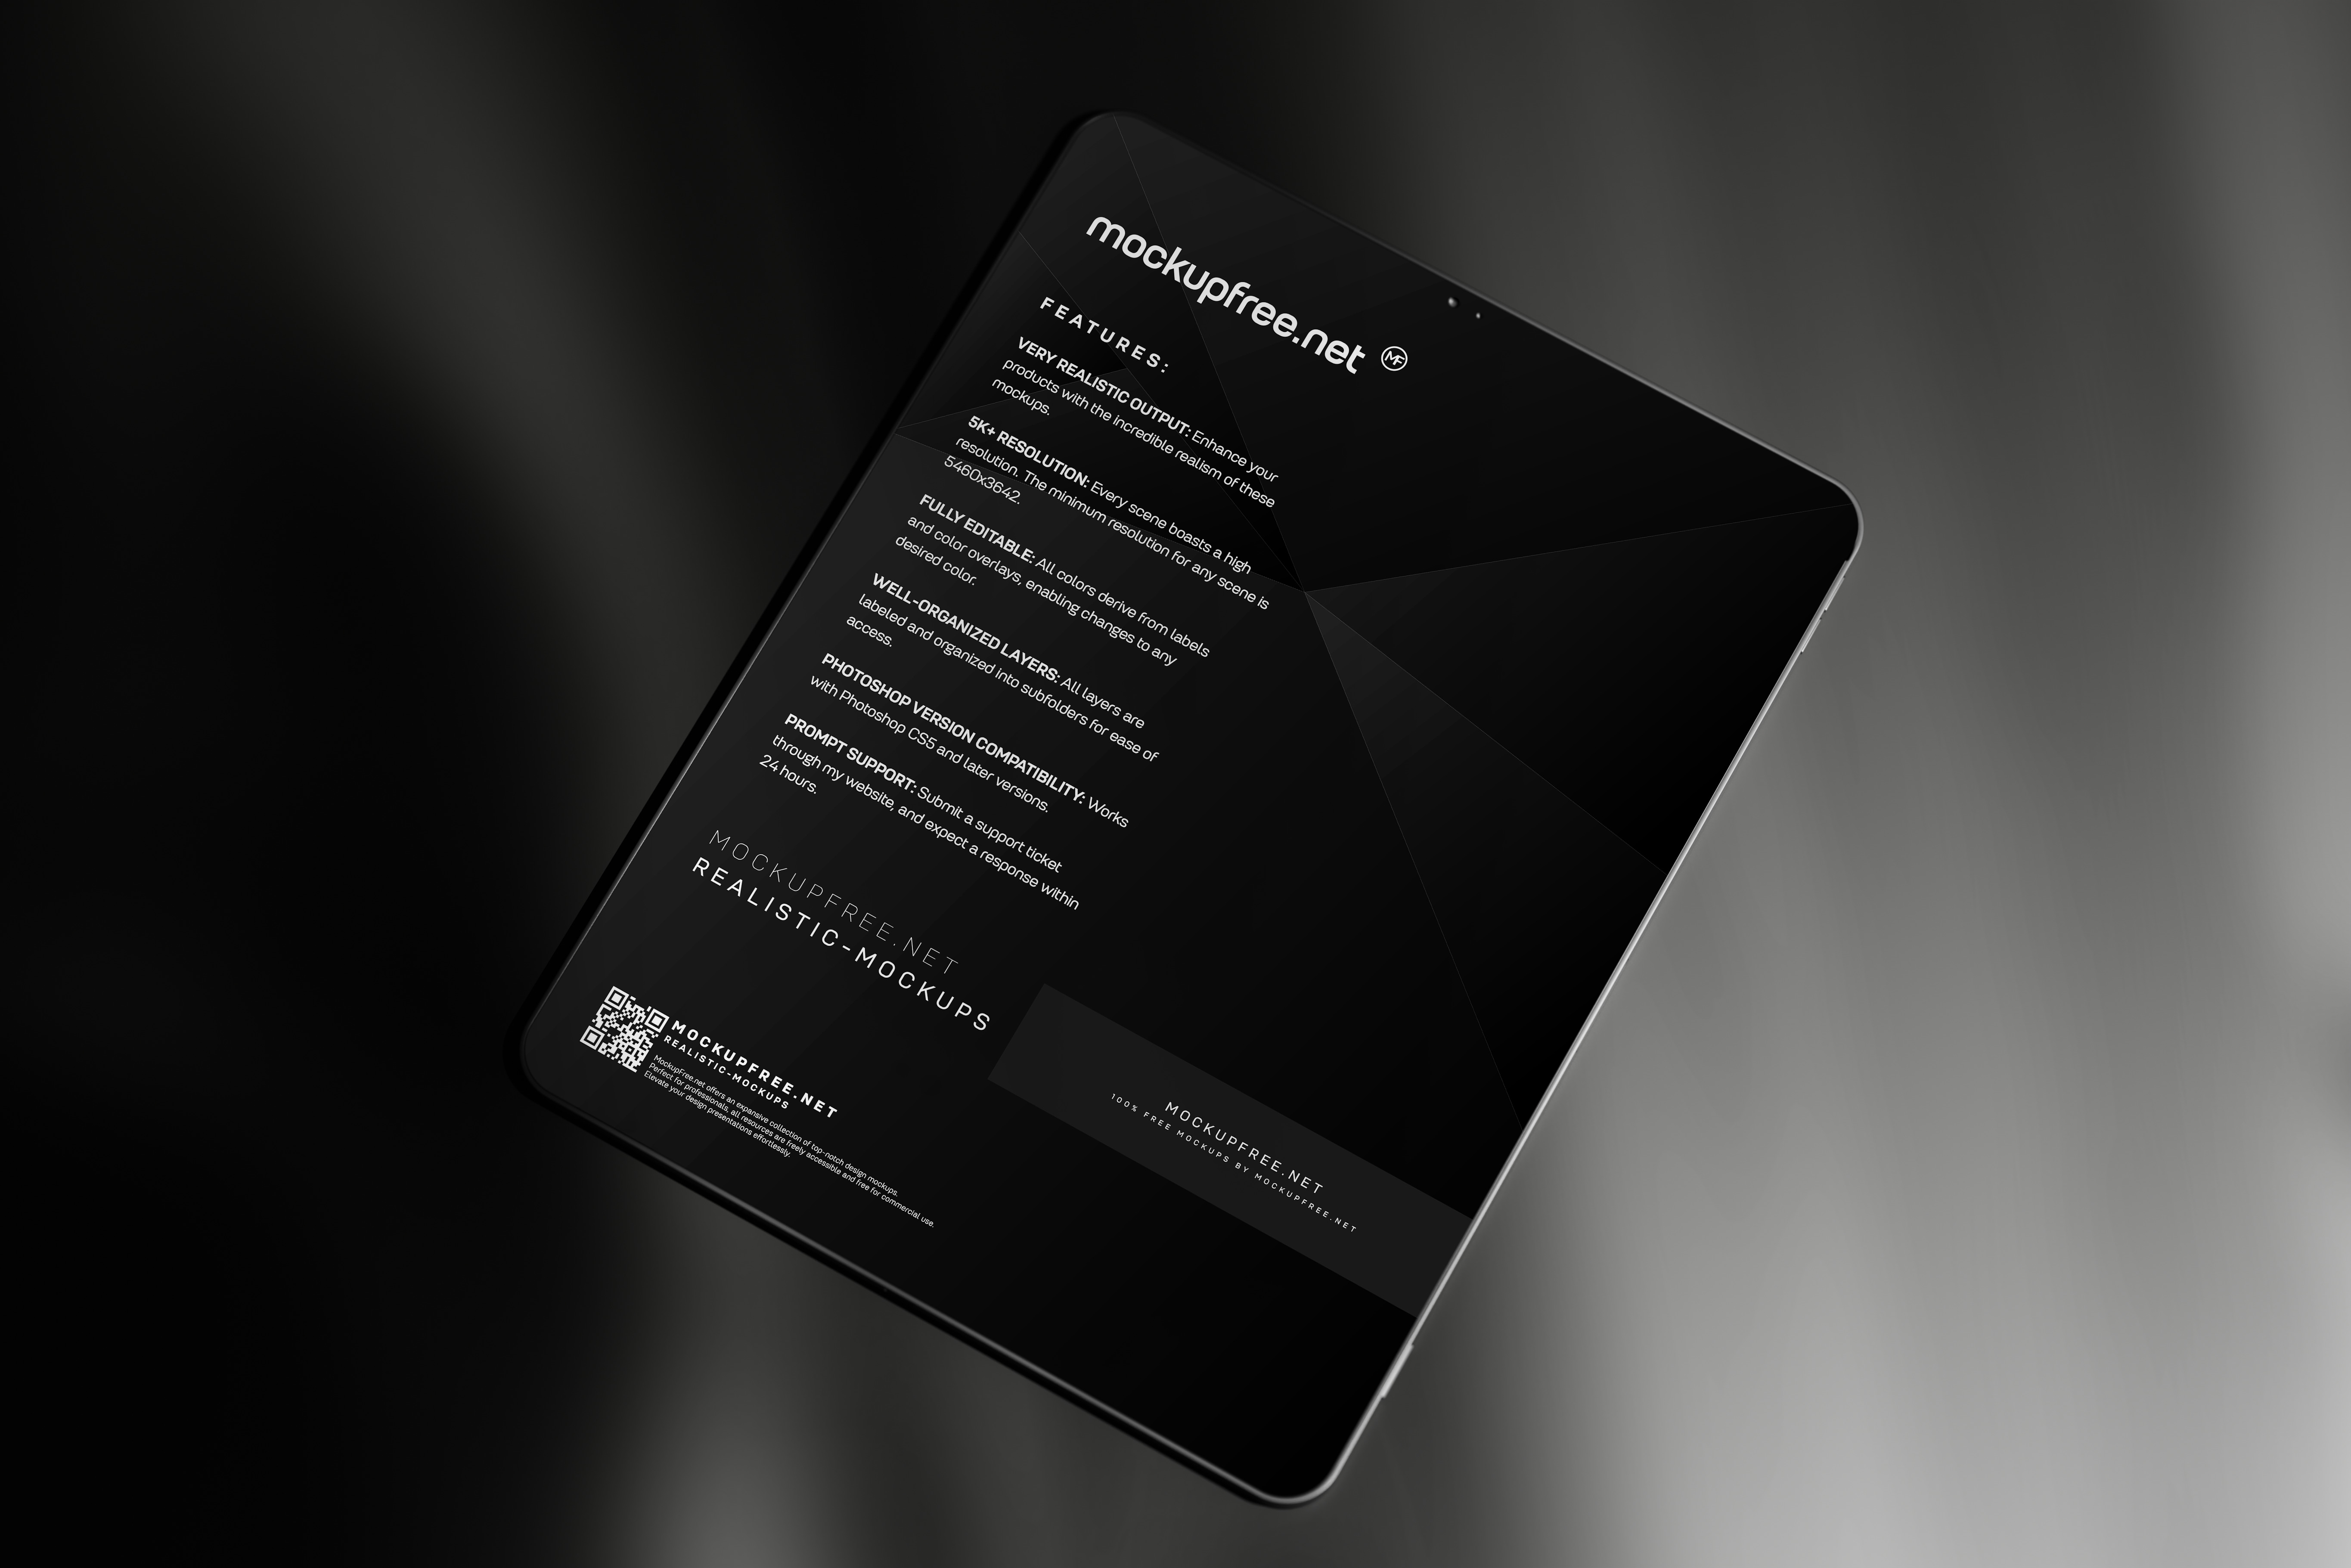 mockupfree.net MF
FEATURES:
VERY REALISTIC OUTPUT: Enhance your
products with the incredible realism of these
mockups.
5K+ RESOLUTION: Every scene boasts a high
resolution. The minimum resolution for any scene is
5460x3642.
FULLY EDITABLE: All colors derive from labels
and color overlays, enabling changes to any
desired color.
WELL-ORGANIZED LAYERS: All layers are
labeled and organized into subfolders for ease of
access.
PHOTOSHOP VERSION COMPATIBILITY: Works
with Photoshop CS5 and later versions.
PROMPT SUPPORT: Submit a support ticket
through my website, and expect a response within
24 hours.
MOCKUPFREE.NET
REALISTIC-MOCKUPS
MOCKUPFREE.NET
REALISTIC-MOCKUPS
MockupFree.net offers an expansive collection of top-notch design mockups.
Perfect for professionals, all resources are freely accessible and free for commercial use.
Elevate your design presentations effortlessly.
MOCKUPFREE.NET
100% FREE MOCKUPS BY MOCKUPFREE.NET